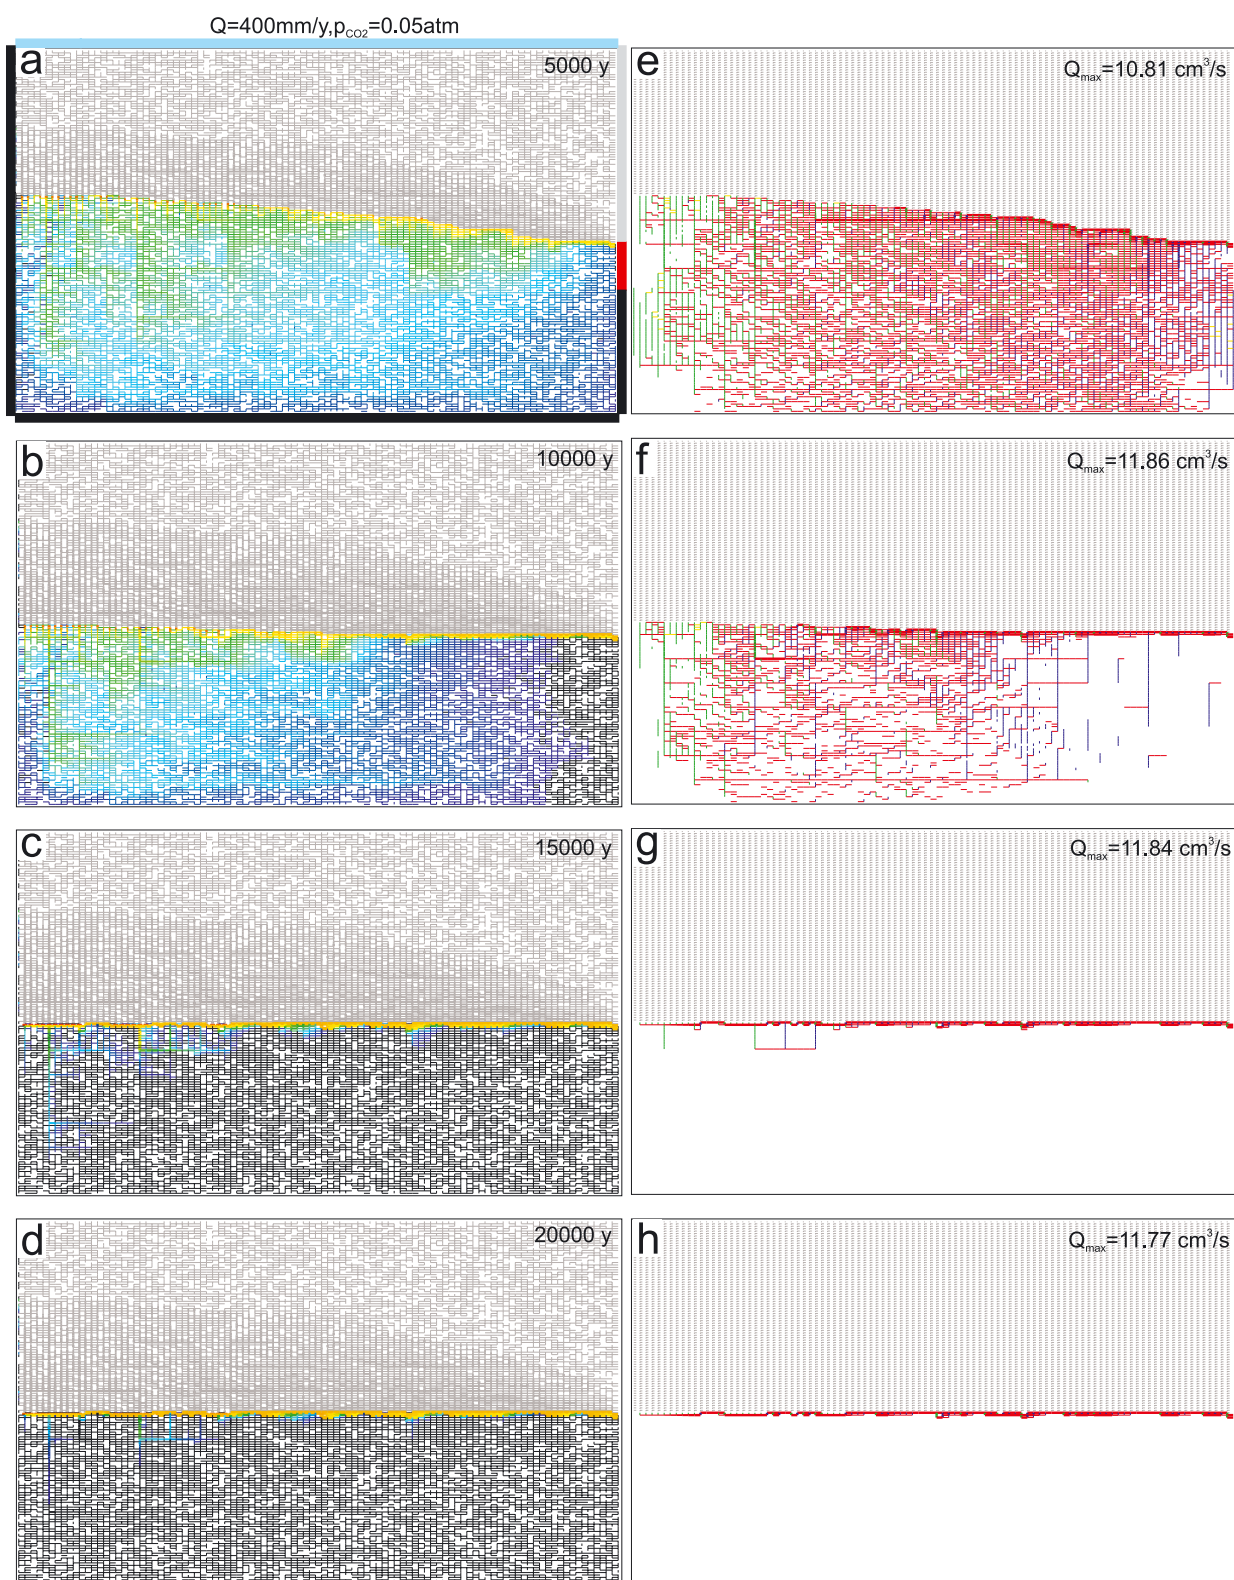 Q=400mm/y,pCO2=0.05atm
a
5000 y
e
Qmax=10.81 cm³/s
b
10000 y
f
Qmax=11.86 cm³/s
c
15000 y
g
Qmax=11.84 cm³/s
d
20000 y
h
Qmax=11.77 cm³/s